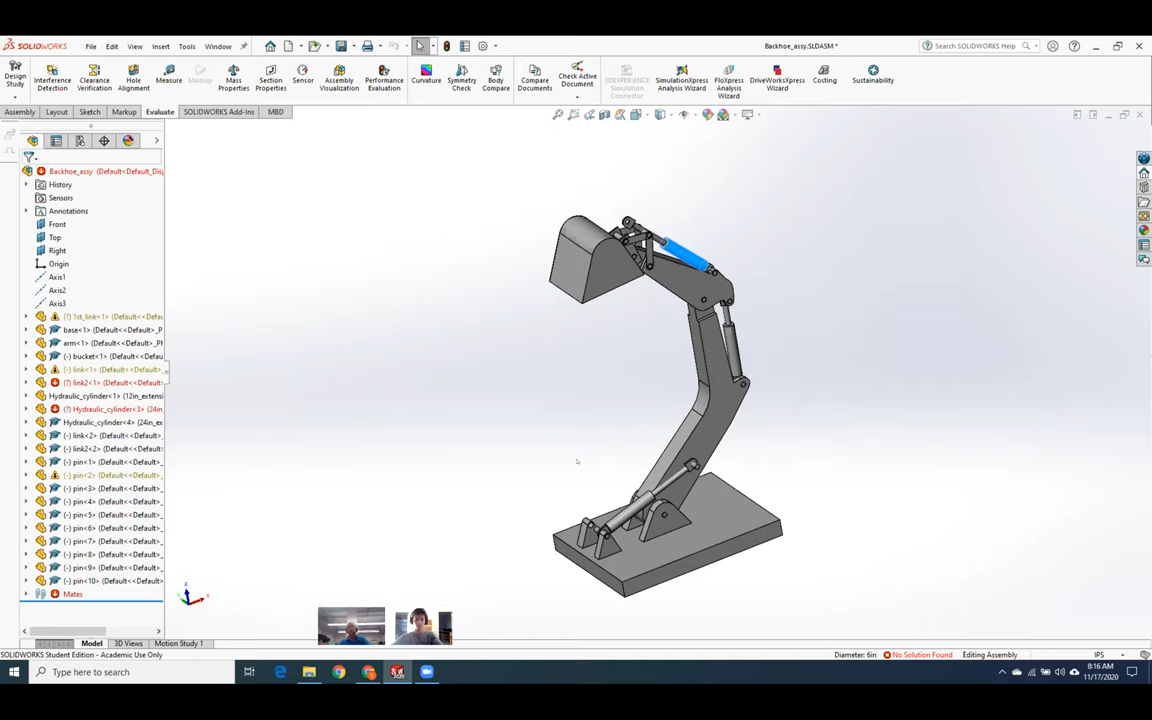 SOLIDWORKS File Edit View Insert Tools Window Backhoe_assy.SLDASM * Search SOLIDWORKS Help
Design Study Interference Detection Clearance Verification Hole Alignment Measure Markup Mass Properties Section Properties Sensor Assembly Visualization Performance Evaluation Curvature Symmetry Check Body Compare Compare Documents Check Active Document 3DEXPERIENCE Simulation Connector SimulationXpress Analysis Wizard FloXpress Analysis Wizard DriveWorksXpress Wizard Costing Sustainability
Assembly Layout Sketch Markup Evaluate SOLIDWORKS Add-Ins MBD
Backhoe_assy (Default<Default_Disp
History
Sensors
Annotations
Front
Top
Right
Origin
Axis1
Axis2
Axis3
(?) 1st_link<1> (Default<<Defau
base<1> (Default<<Default>_P
arm<1> (Default<<Default>_Ph
(-) bucket<1> (Default<<Defau
(-) link<1> (Default<<Default>_
(?) link2<1> (Default<<Default>
Hydraulic_cylinder<1> (12in_extensi
(?) Hydraulic_cylinder<3> (24in_
Hydraulic_cylinder<4> (24in_ex
(-) link<2> (Default<<Default>_
(-) link2<2> (Default<<Default>
(-) pin<1> (Default<<Default>_
(-) pin<2> (Default<<Default>_
(-) pin<3> (Default<<Default>_
(-) pin<4> (Default<<Default>_
(-) pin<5> (Default<<Default>_
(-) pin<6> (Default<<Default>_
(-) pin<7> (Default<<Default>_
(-) pin<8> (Default<<Default>_
(-) pin<9> (Default<<Default>_
(-) pin<10> (Default<<Default>
Mates
Model 3D Views Motion Study 1
SOLIDWORKS Student Edition - Academic Use Only Diameter: 6in No Solution Found Editing Assembly IPS
Type here to search 8:16 AM
11/17/2020